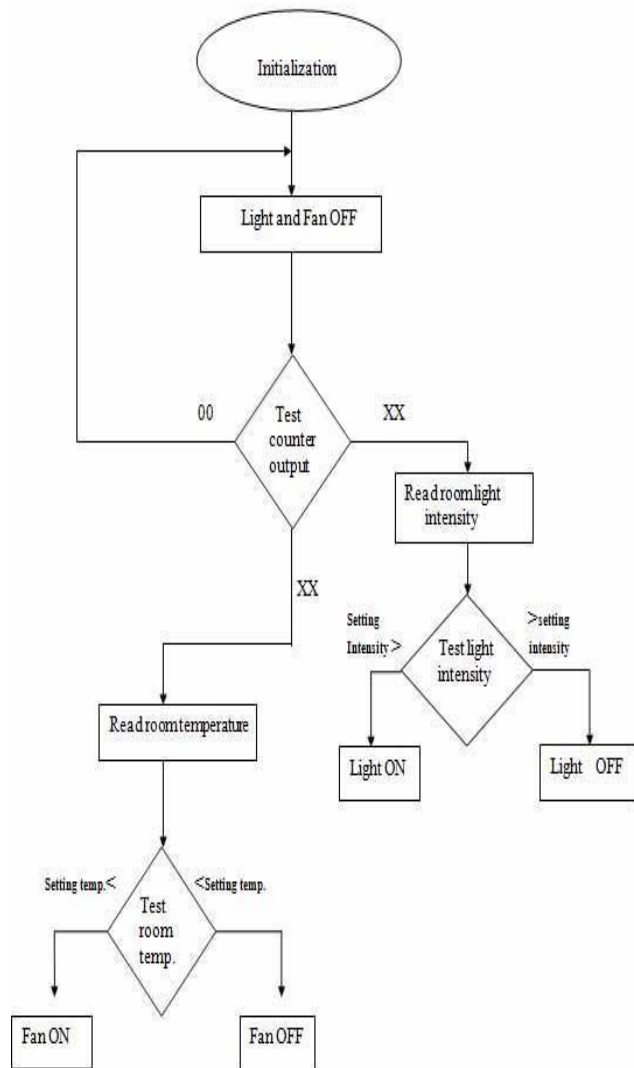 Initialization
Light and Fan OFF
00
Test
counter
output
XX
Read roomlight
intensity
XX
Setting
Intensity>
Test light
intensity
>setting
intensity
Read room temperature
Light ON
Light OFF
Setting temp.<
Test
room
temp.
<Setting temp.
Fan ON
Fan OFF